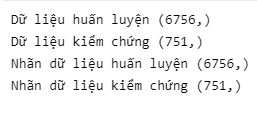 Dữ liệu huấn luyện (6756,)
Dữ liệu kiểm chứng (751,)
Nhãn dữ liệu huấn luyện (6756,)
Nhãn dữ liệu kiểm chứng (751,)